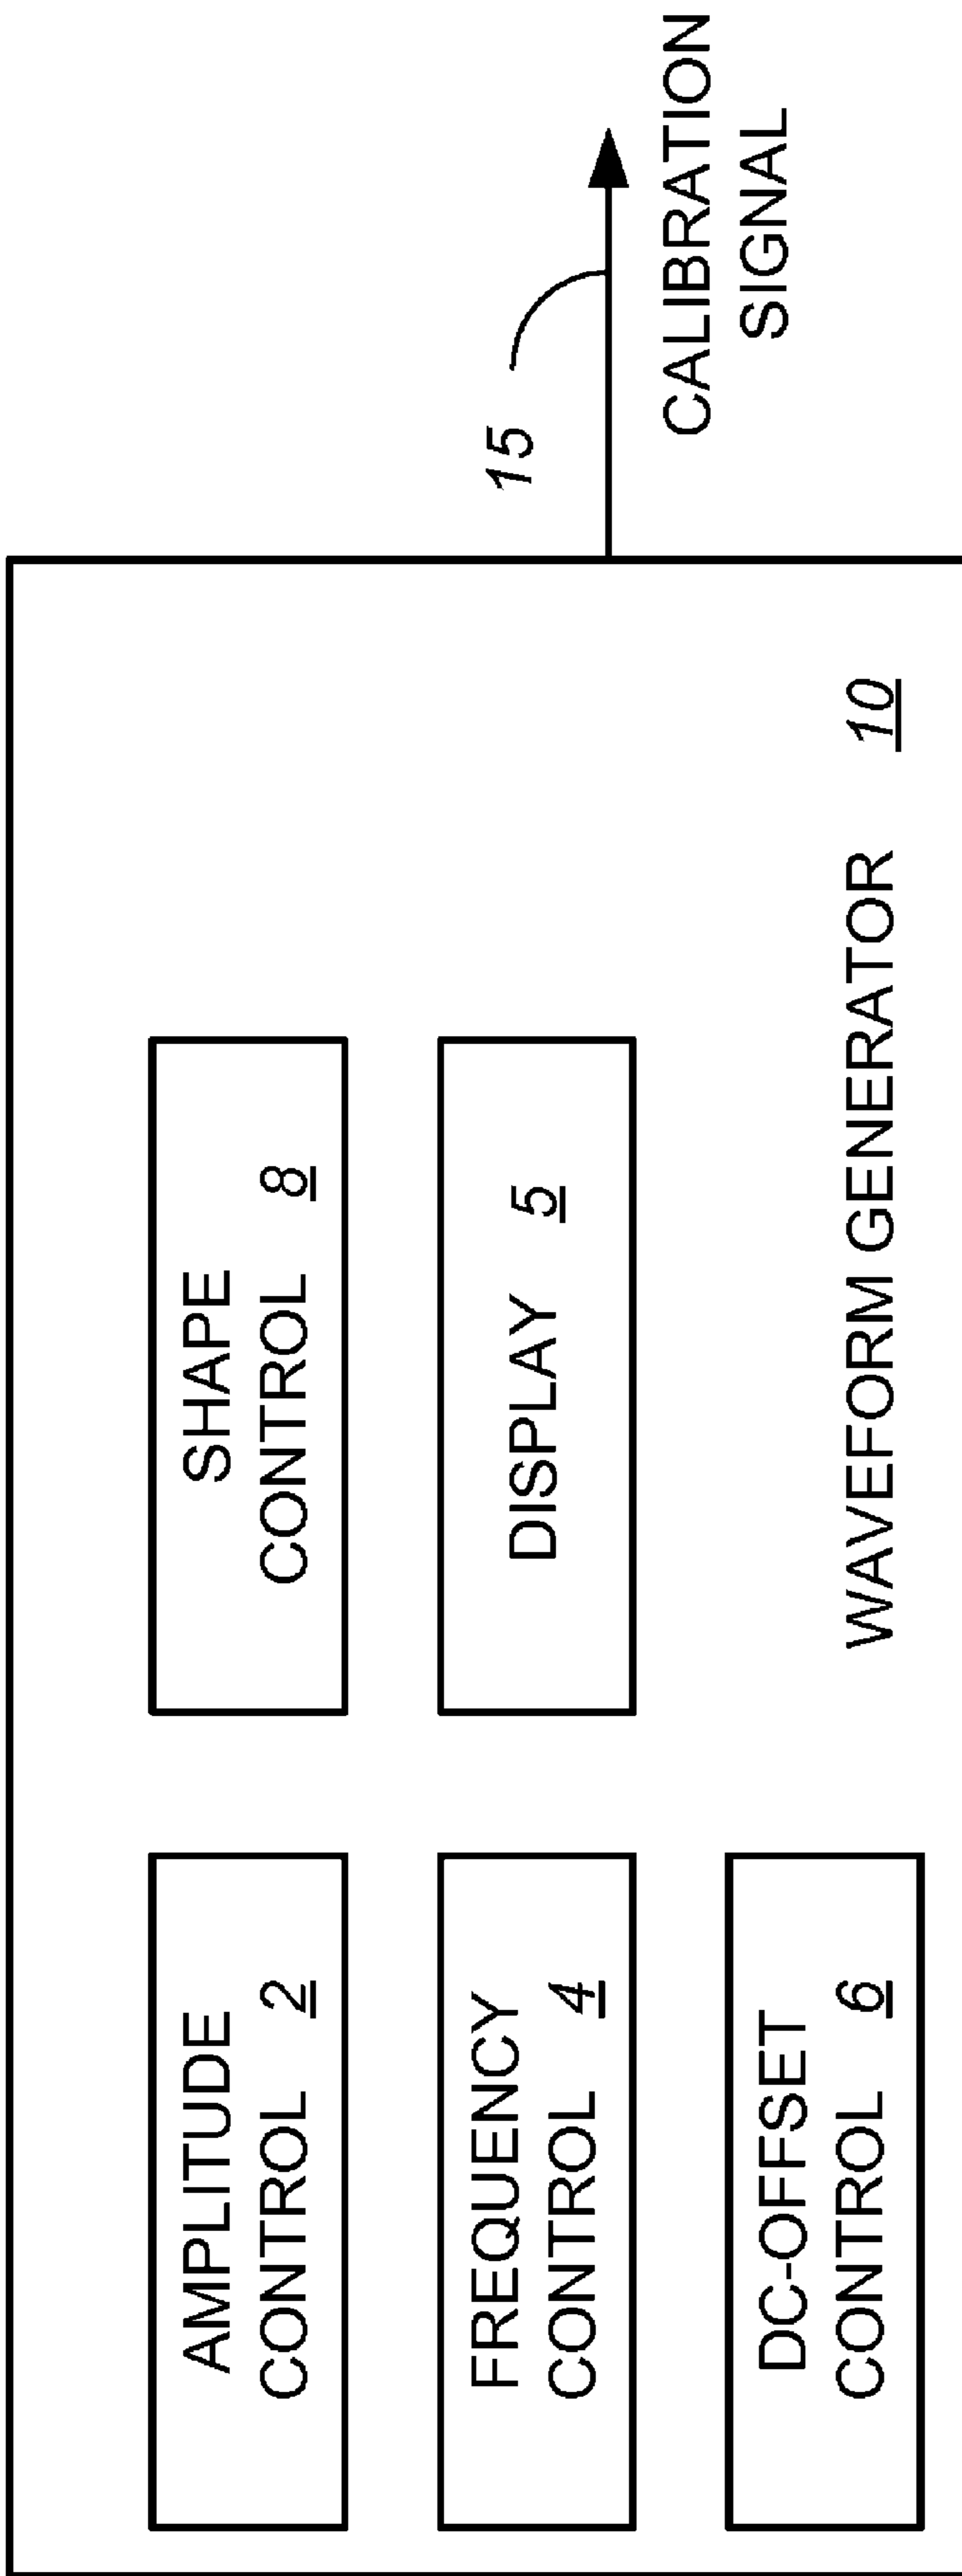 AMPLITUDE
CONTROL 2
FREQUENCY
CONTROL 4
DC-OFFSET
CONTROL 6
SHAPE
CONTROL 8
DISPLAY 5
WAVEFORM GENERATOR 10
15
CALIBRATION
SIGNAL